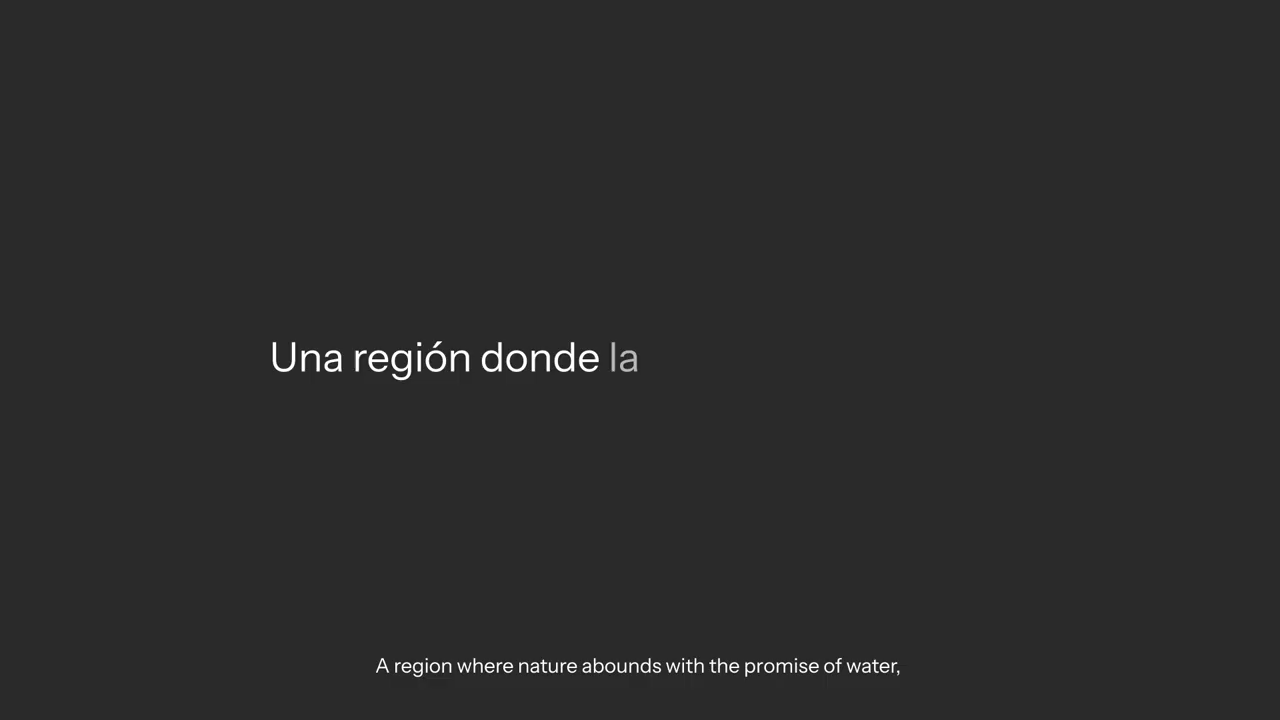 Una región donde la
A region where nature abounds with the promise of water,